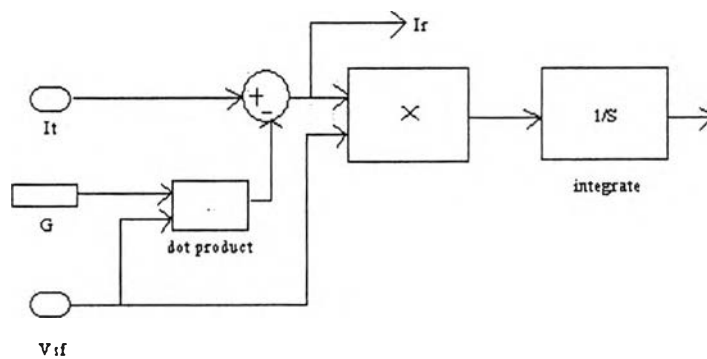 Ir
+
-
It
X
1/S
integrate
G
.
dot product
Vsf